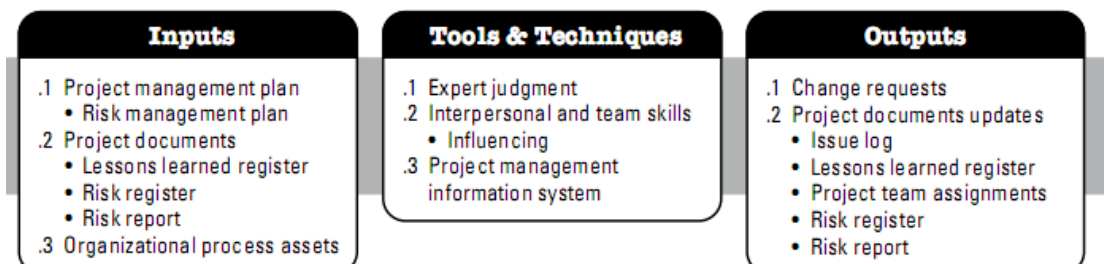 Inputs
.1 Project management plan
• Risk management plan
.2 Project documents
• Lessons learned register
• Risk register
• Risk report
.3 Organizational process assets
Tools & Techniques
.1 Expert judgment
.2 Interpersonal and team skills
• Influencing
.3 Project management
information system
Outputs
.1 Change requests
.2 Project documents updates
• Issue log
• Lessons learned register
• Project team assignments
• Risk register
• Risk report